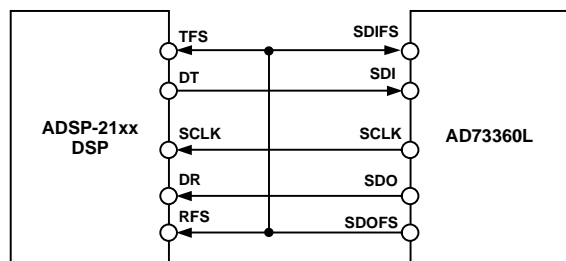 TFS SDIFS
DT SDI
ADSP-21xx
DSP
SCLK SCLK
AD73360L
DR SDO
RFS SDOFS